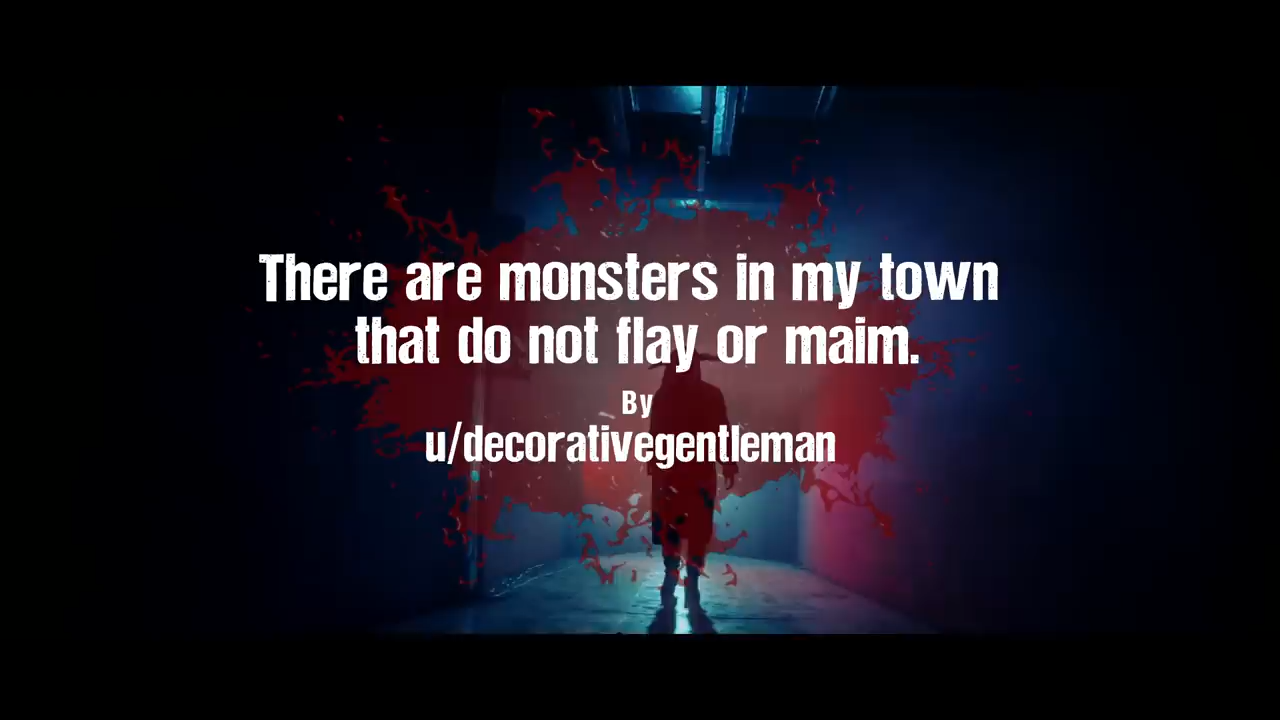 There are monsters in my town
that do not flay or maim.
By
u/decorativegentleman